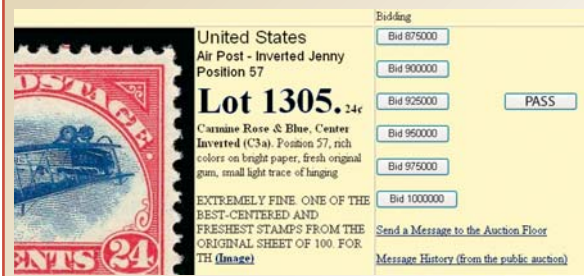 POSTAGE
CENTS 24
United States
Air Post - Inverted Jenny
Position 57
Lot 1305. 24c
Carmine Rose & Blue, Center
Inverted (C3a). Position 57, rich
colors on bright paper, fresh original
gum, small light trace of hinging
EXTREMELY FINE. ONE OF THE
BEST-CENTERED AND
FRESHEST STAMPS FROM THE
ORIGINAL SHEET OF 100. FOR
TH (Image)
Bidding
Bid 875000
Bid 900000
Bid 925000
PASS
Bid 950000
Bid 975000
Bid 1000000
Send a Message to the Auction Floor
Message History (from the public auction)